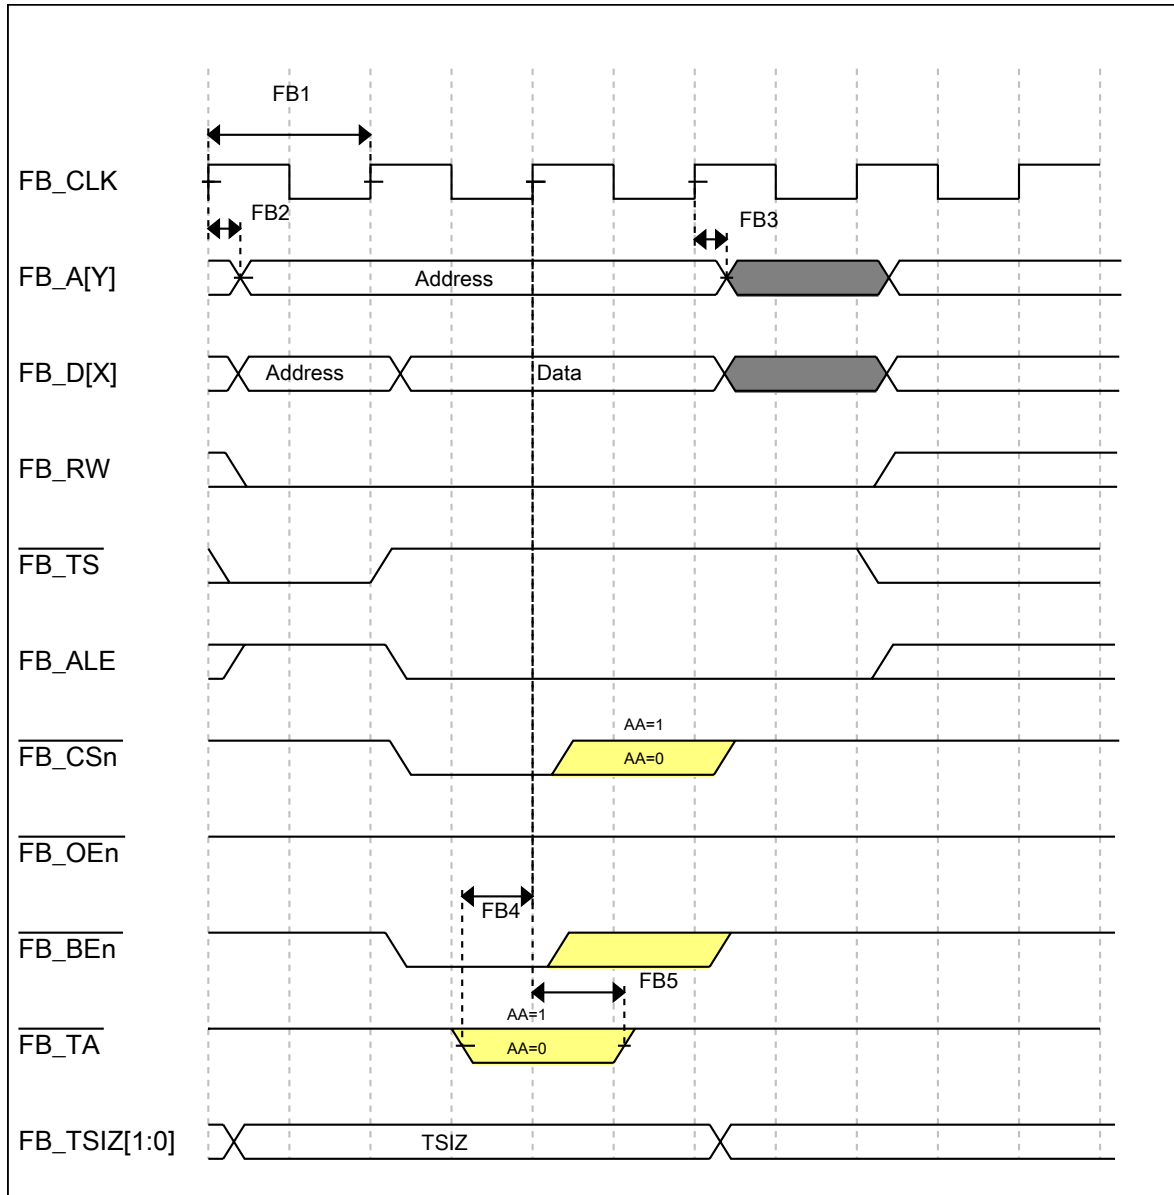 FB1
FB_CLK
FB2
FB3
FB_A[Y]
Address
FB_D[X]
Address
Data
FB_RW
FB_TS
FB_ALE
AA=1
FB_CSn
AA=0
FB_OEn
FB4
FB_BEn
FB5
AA=1
FB_TA
AA=0
FB_TSIZ[1:0]
TSIZ